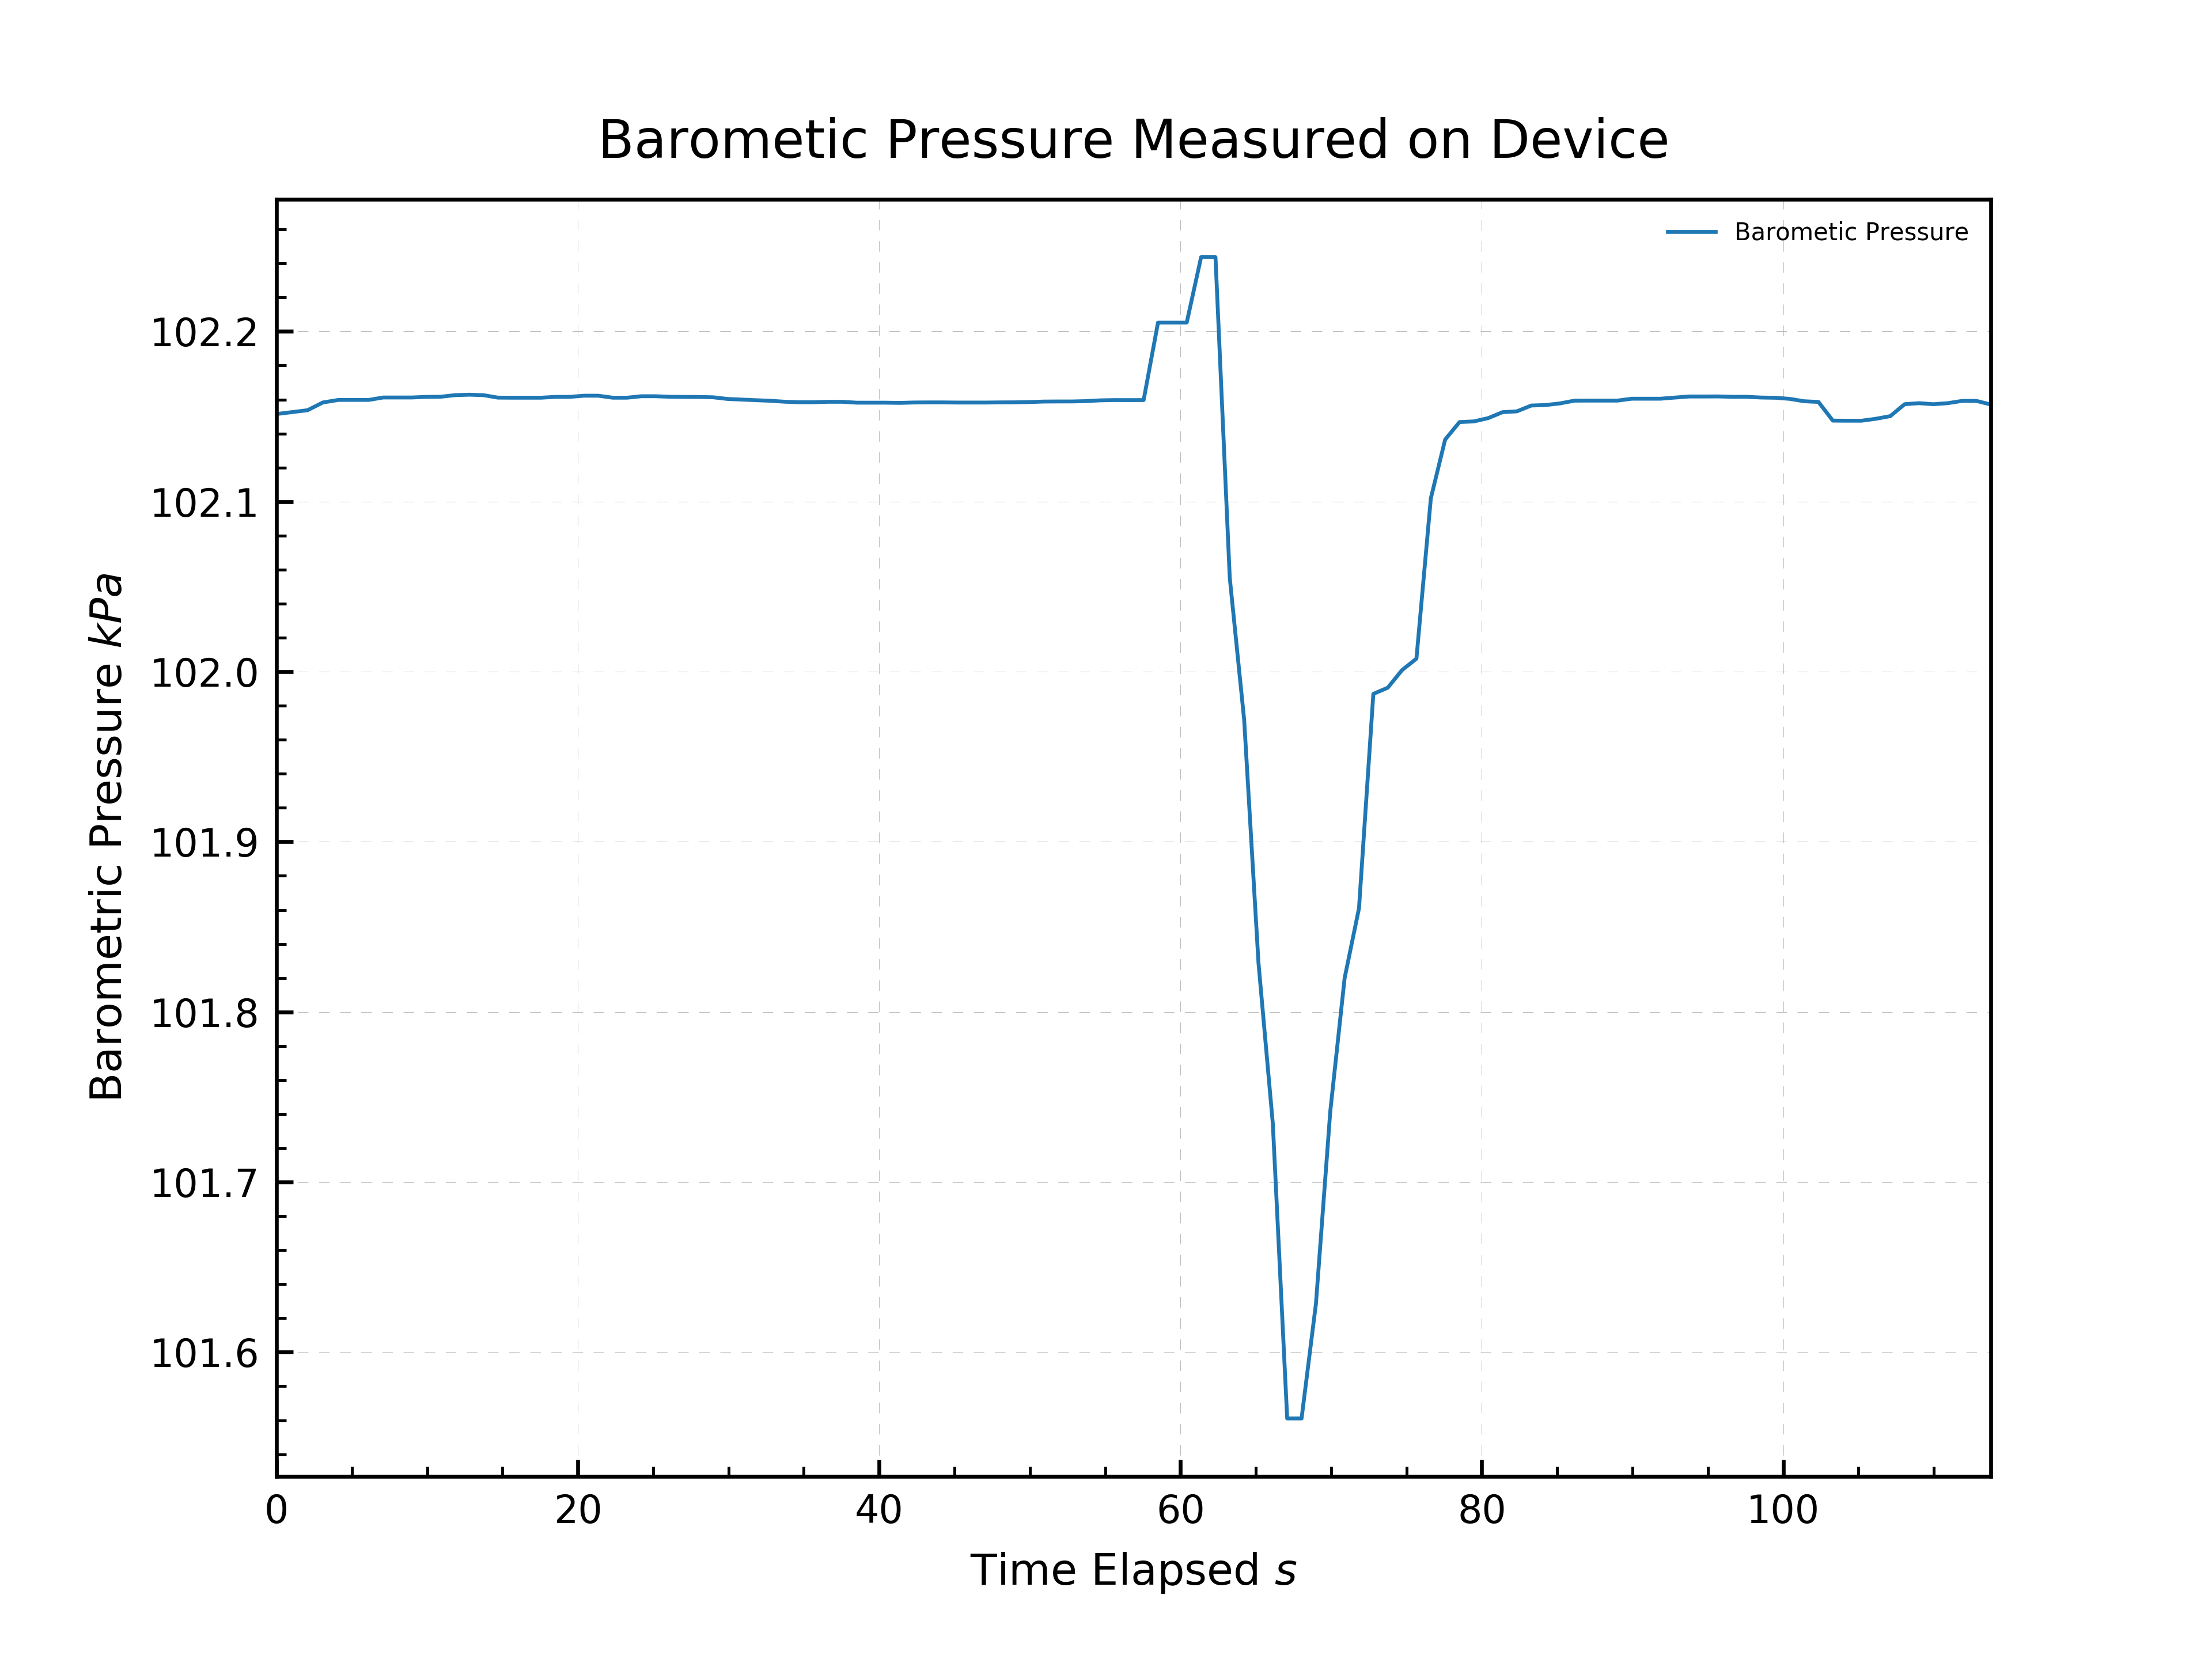 Barometic Pressure Measured on Device
Barometic Pressure
102.2
102.1
102.0
101.9
101.8
101.7
101.6
Barometric Pressure kPa
0 20 40 60 80 100
Time Elapsed s